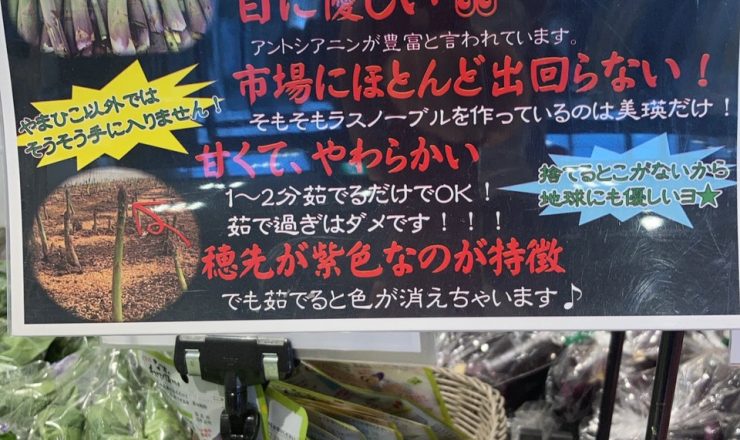 目に優しい
アントシアニンが豊富と言われています。
市場にほとんど出回らない！
そもそもラスノーブルを作っているのは美瑛だけ！
やまひこ以外では
そうそう手に入りません！
甘くて、やわらかい
1～2分茹でるだけでOK！
茹で過ぎはダメです！！！
捨てるとこがないから
地球にも優しいヨ★
穂先が紫色なのが特徴
でも茹でると色が消えちゃいます♪